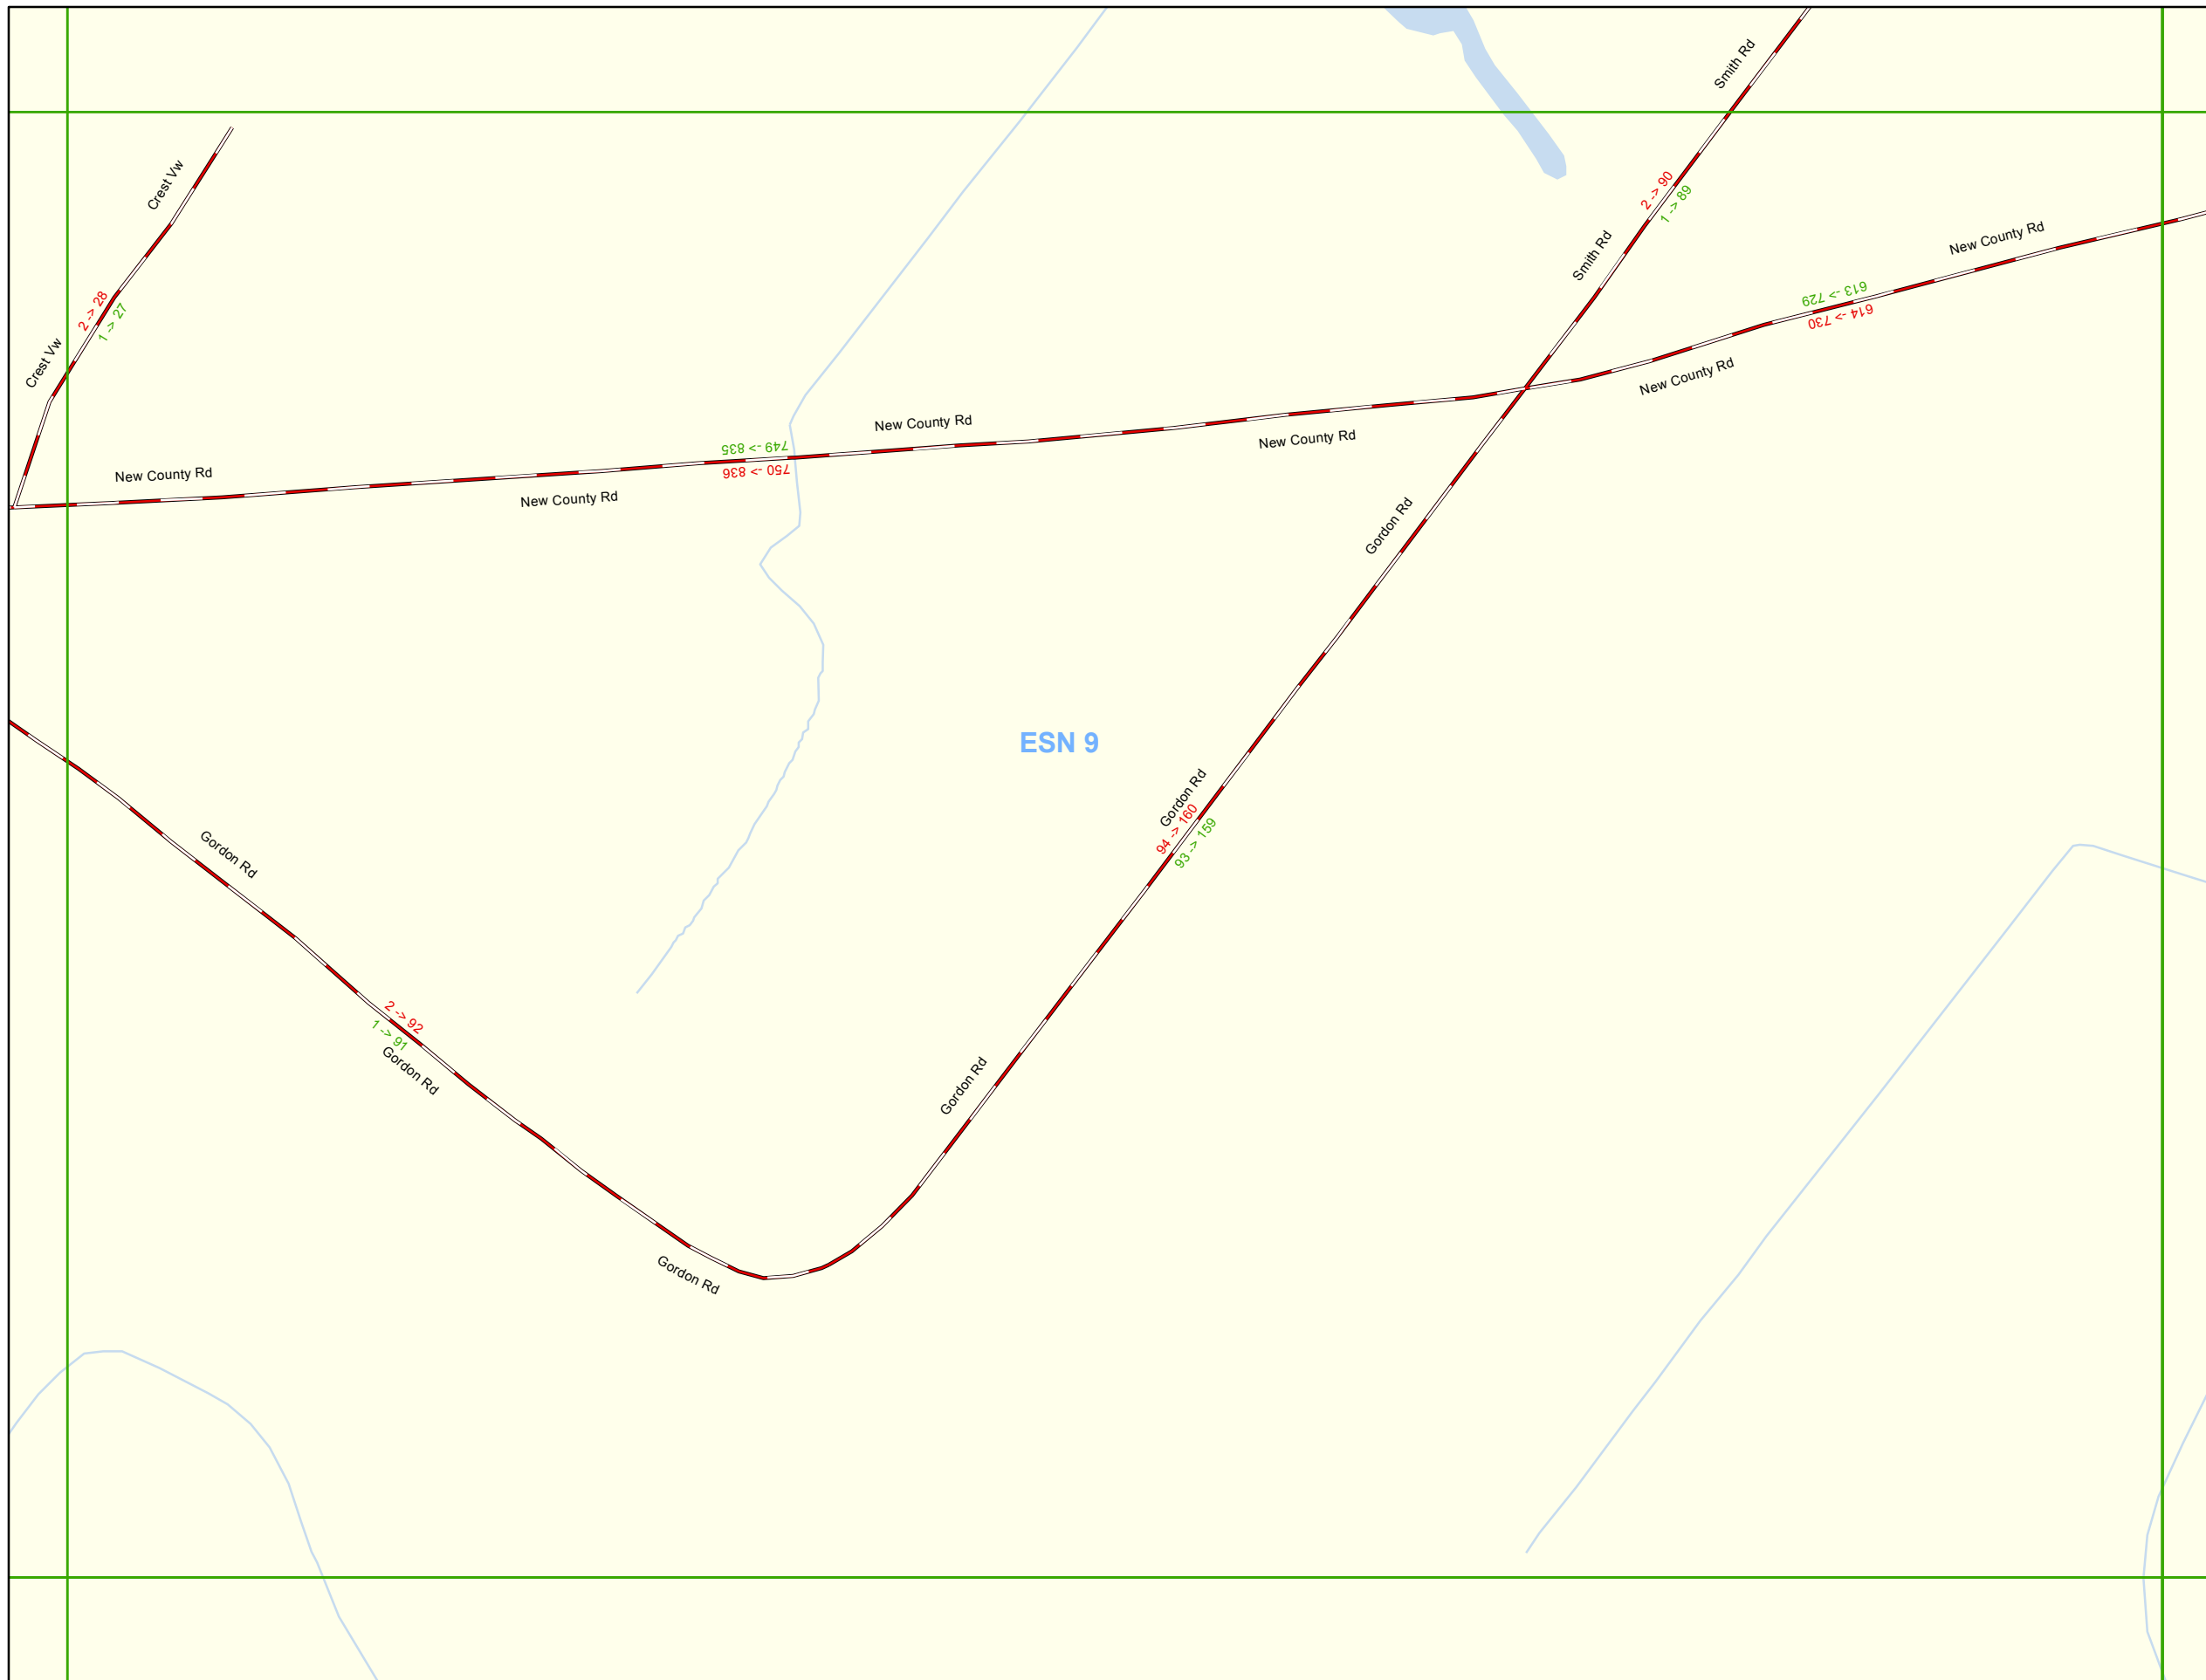 Smith Rd
Crest Vw
2 -> 90
1 -> 89
Smith Rd
New County Rd
613 -> 729
614 -> 730
2 -> 28
1 -> 27
Crest Vw
New County Rd
New County Rd
New County Rd
749 -> 835
750 -> 836
New County Rd
New County Rd
Gordon Rd
ESN 9
Gordon Rd
94 -> 160
93 -> 159
Gordon Rd
2 -> 92
1 -> 91
Gordon Rd
Gordon Rd
Gordon Rd